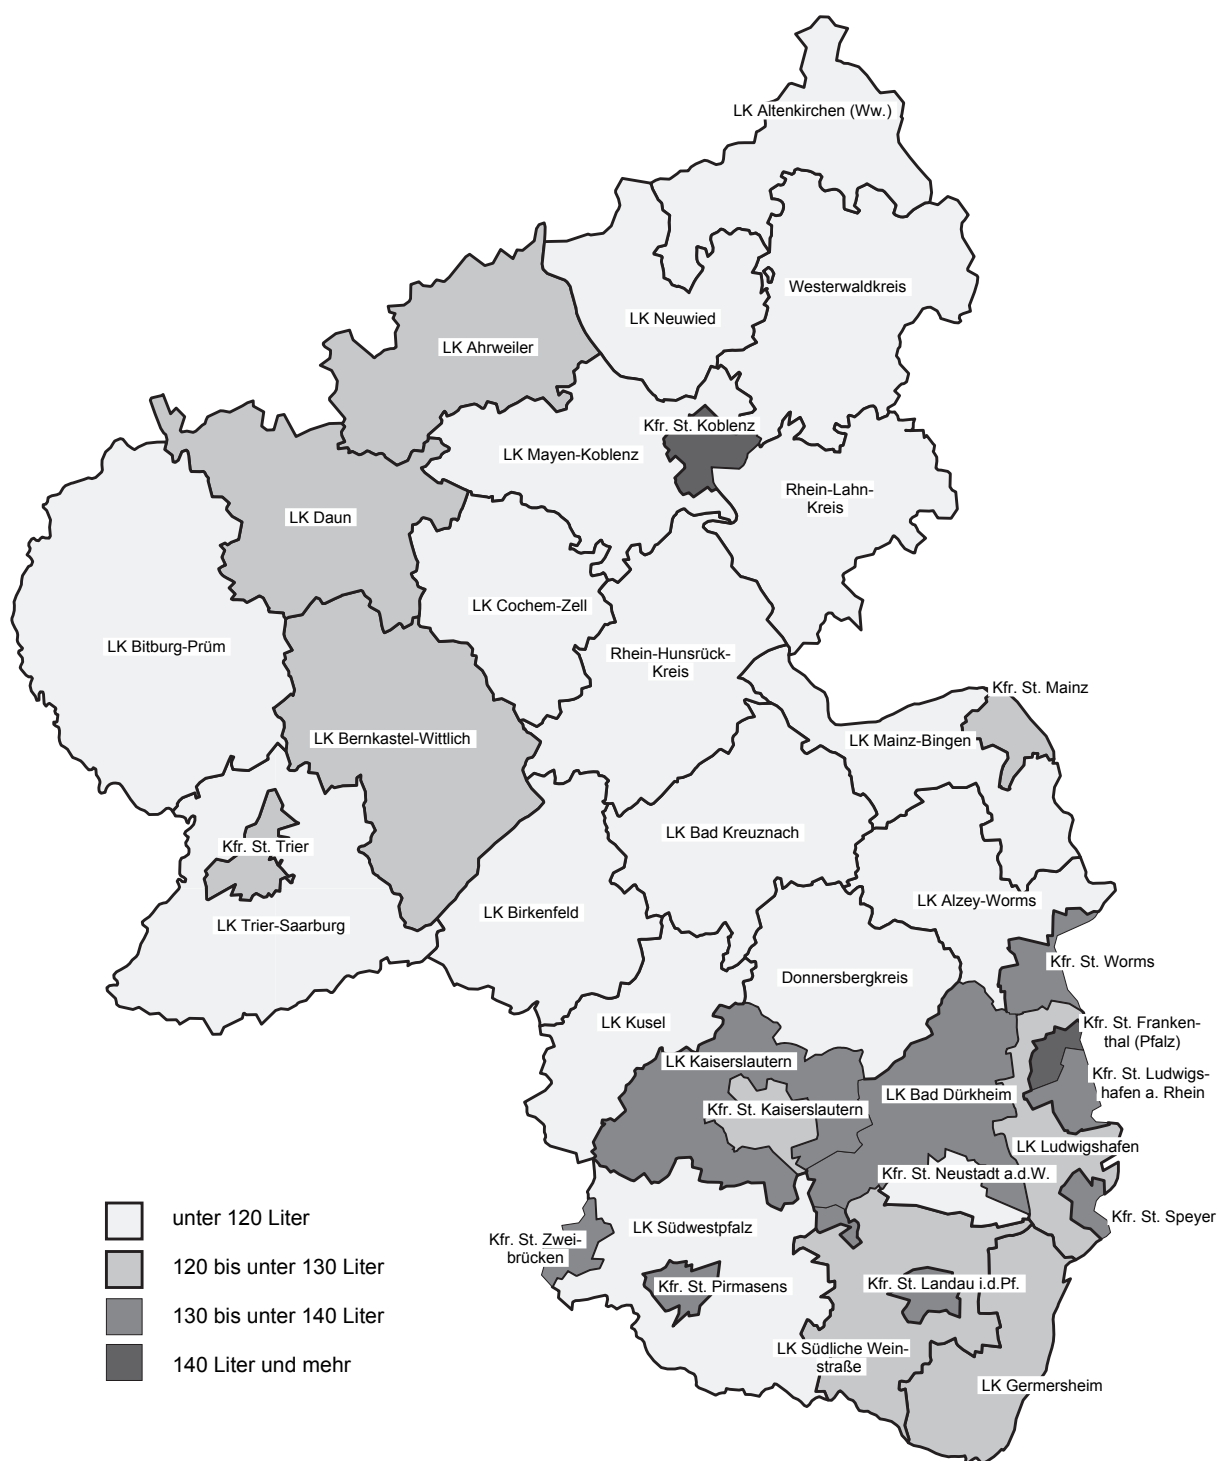 LK Altenkirchen (Ww.)
Westerwaldkreis
LK Neuwied
LK Ahrweiler
Kfr. St. Koblenz
LK Mayen-Koblenz
Rhein-Lahn-
Kreis
LK Daun
LK Cochem-Zell
LK Bitburg-Prüm
Rhein-Hunsrück-
Kreis
Kfr. St. Mainz
LK Bernkastel-Wittlich
LK Mainz-Bingen
LK Bad Kreuznach
Kfr. St. Trier
LK Alzey-Worms
LK Birkenfeld
LK Trier-Saarburg
Kfr. St. Worms
Donnersbergkreis
LK Kusel
Kfr. St. Franken-
thal (Pfalz)
LK Kaiserslautern
Kfr. St. Ludwigs-
hafen a. Rhein
LK Bad Dürkheim
Kfr. St. Kaiserslautern
LK Ludwigshafen
Kfr. St. Neustadt a.d.W.
Kfr. St. Speyer
LK Südwestpfalz
Kfr. St. Zwei-
brücken
Kfr. St. Pirmasens
Kfr. St. Landau i.d.Pf.
LK Südliche Wein-
straße
LK Germersheim
unter 120 Liter
120 bis unter 130 Liter
130 bis unter 140 Liter
140 Liter und mehr